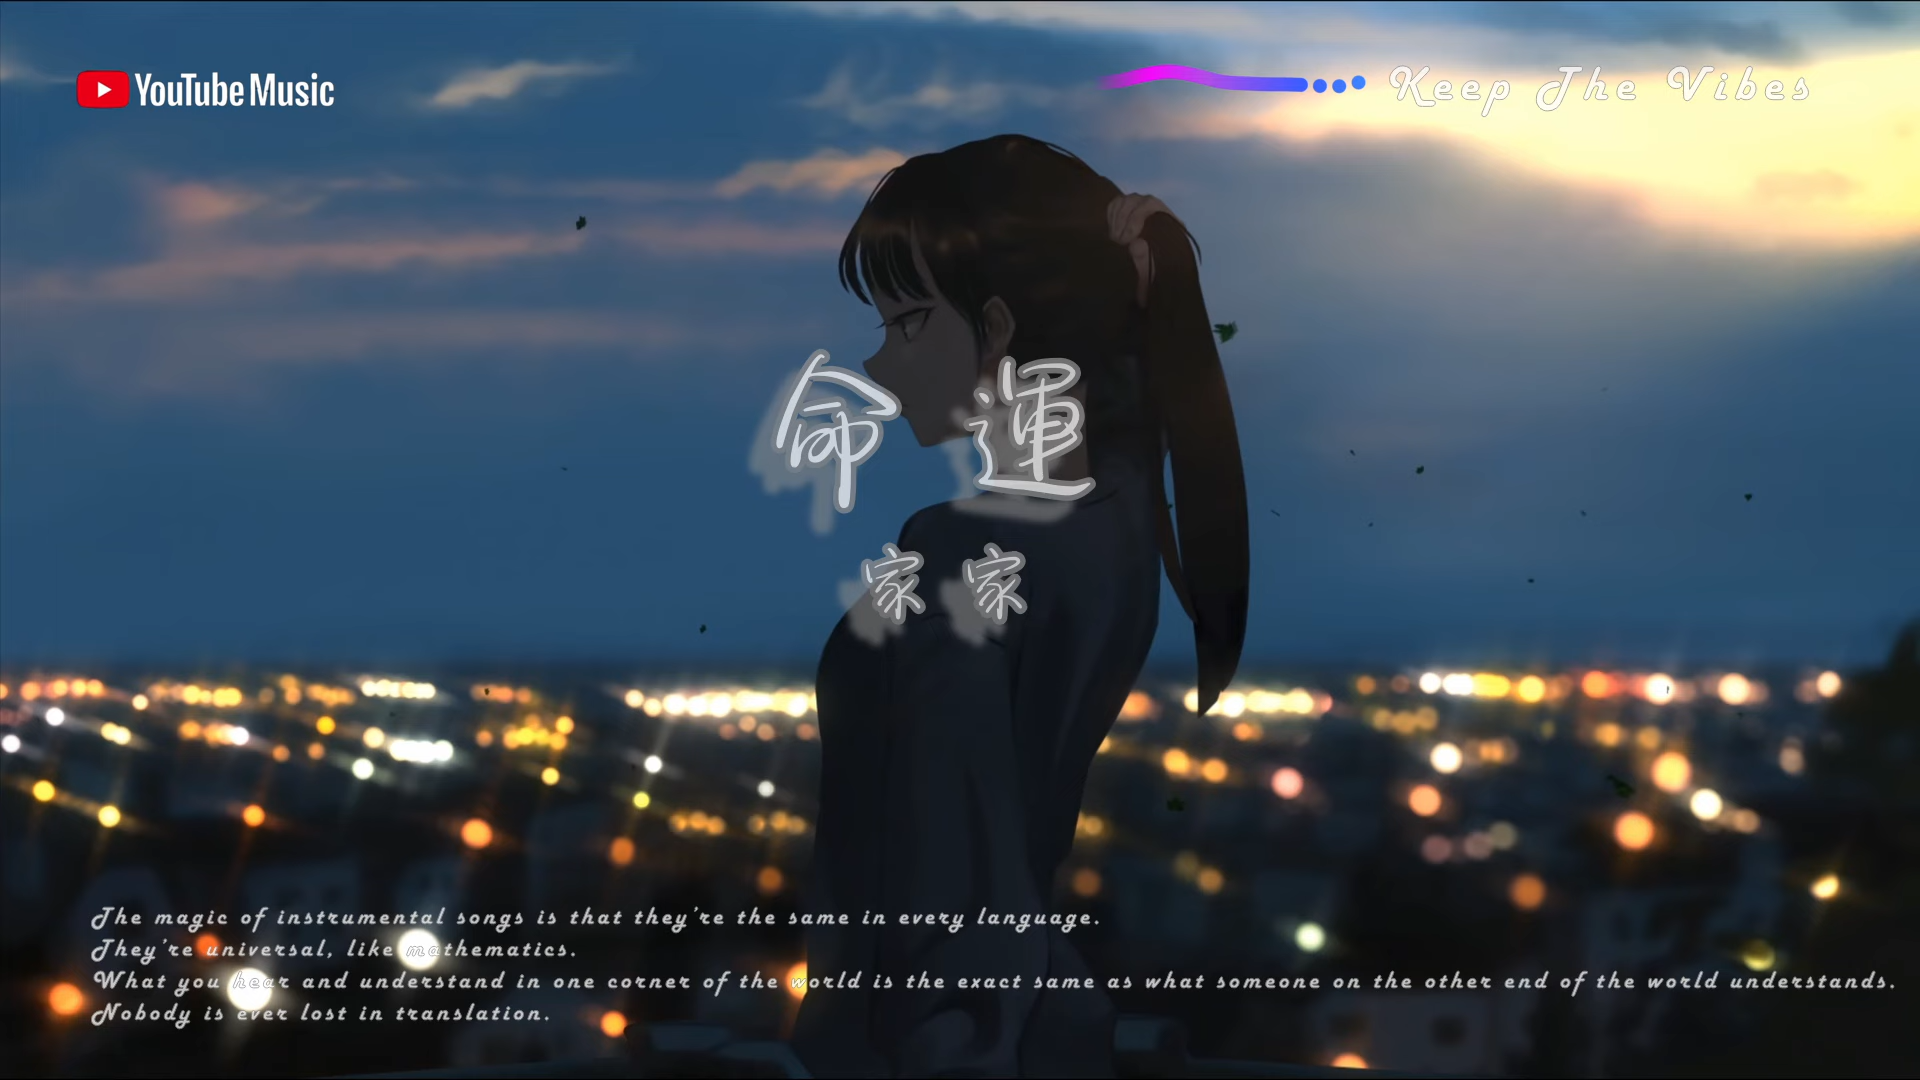 YouTube Music
Keep The Vibes
命運
家家
The magic of instrumental songs is that they're the same in every language.
They're universal, like mathematics.
What you hear and understand in one corner of the world is the exact same as what someone on the other end of the world understands.
Nobody is ever lost in translation.